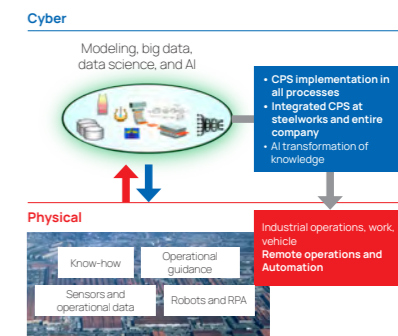 Cyber
Modeling, big data,
data science, and AI
• CPS implementation in
all processes
• Integrated CPS at
steelworks and entire
company
• AI transformation of
knowledge
Physical
Industrial operations, work,
vehicle
Remote operations and
Automation
Know-how
Operational
guidance
Sensors and
operational data
Robots and RPA